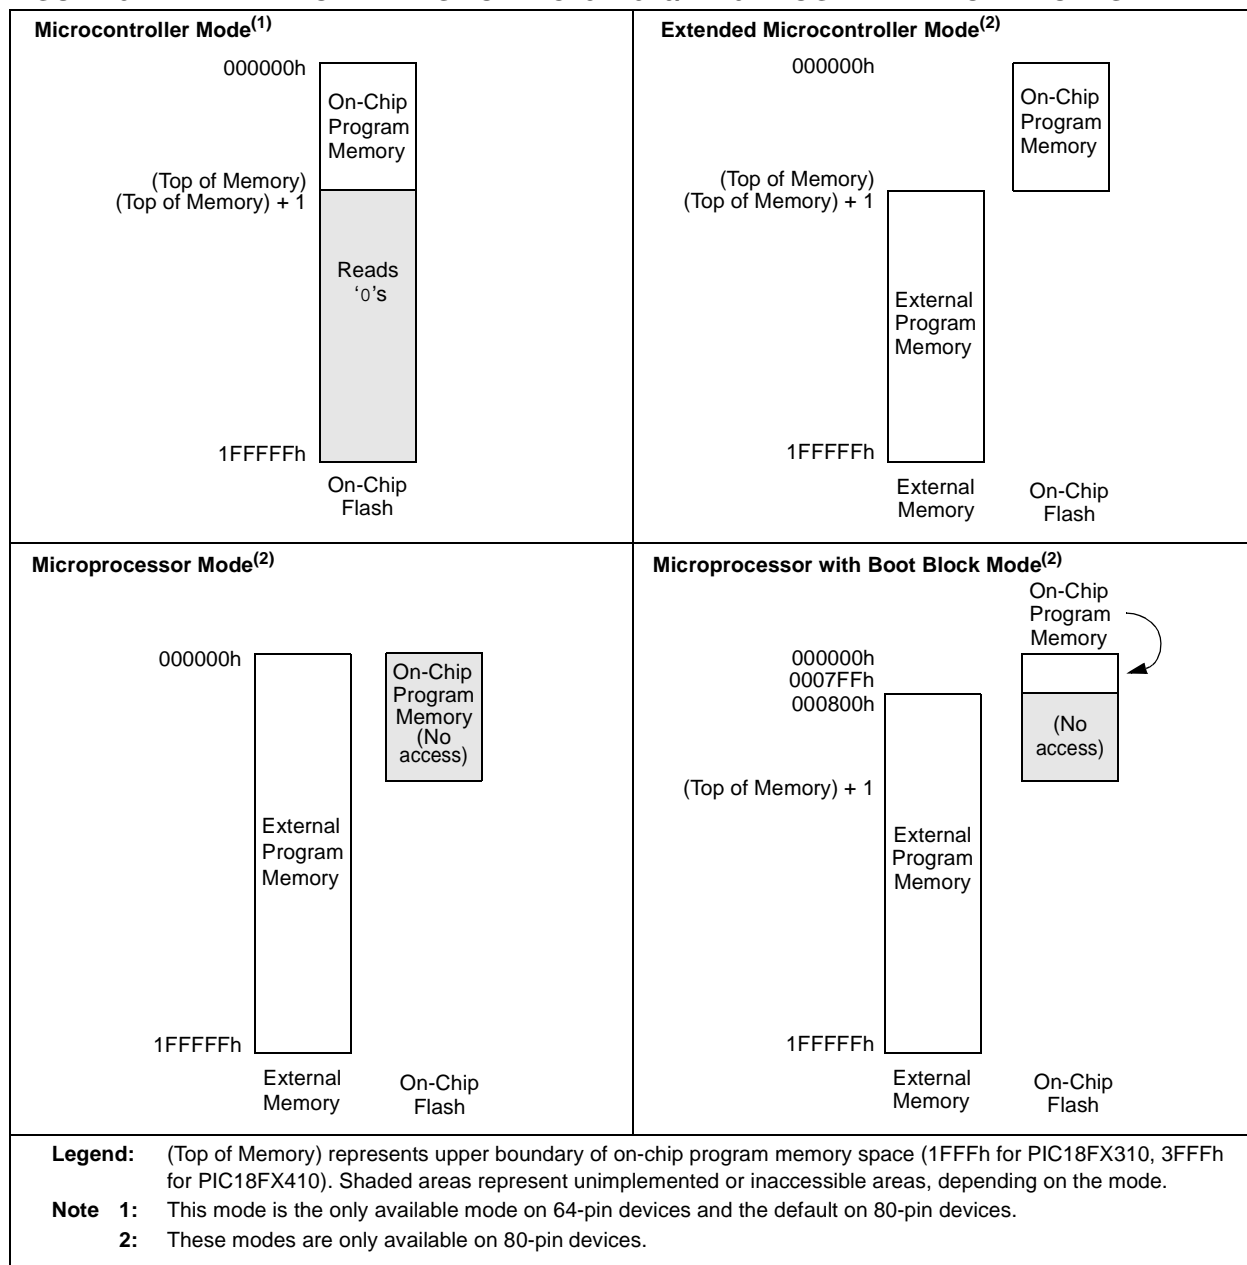 Microcontroller Mode(1)
000000h
On-Chip
Program
Memory
(Top of Memory)
(Top of Memory) + 1
Reads
‘0’s
1FFFFFh
On-Chip
Flash
Extended Microcontroller Mode(2)
000000h
On-Chip
Program
Memory
(Top of Memory)
(Top of Memory) + 1
External
Program
Memory
1FFFFFh
External
Memory
On-Chip
Flash
Microprocessor Mode(2)
000000h
On-Chip
Program
Memory
(No
access)
External
Program
Memory
1FFFFFh
External
Memory
On-Chip
Flash
Microprocessor with Boot Block Mode(2)
On-Chip
Program
Memory
000000h
0007FFh
000800h
(No
access)
(Top of Memory) + 1
External
Program
Memory
1FFFFFh
External
Memory
On-Chip
Flash
Legend: (Top of Memory) represents upper boundary of on-chip program memory space (1FFFh for PIC18FX310, 3FFFh
for PIC18FX410). Shaded areas represent unimplemented or inaccessible areas, depending on the mode.
Note 1: This mode is the only available mode on 64-pin devices and the default on 80-pin devices.
2: These modes are only available on 80-pin devices.